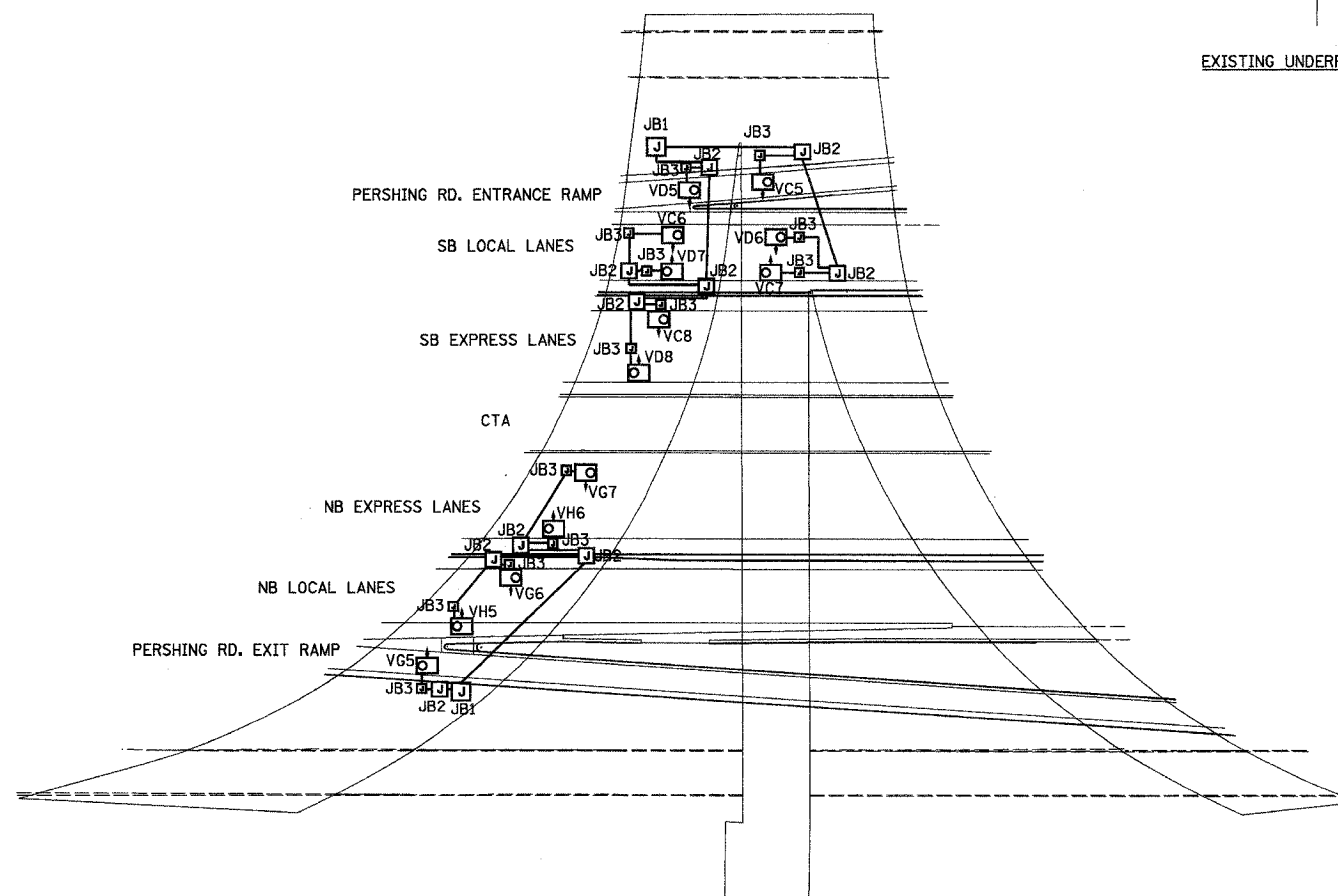 EXISTING UNDERP
JB1
JB3
J
JB2
J
JB2
JB3
J
J
J
VD5
VC5
PERSHING RD. ENTRANCE RAMP
VC6
JB3
J
VD6
JB3
J
SB LOCAL LANES
JB3
VD7
JB2
J
J
JB2
J
JB3
J
J
JB2
VC7
JB2
J
J
JB3
VC8
SB EXPRESS LANES
JB3
J
VD8
CTA
JB3
J
VG7
NB EXPRESS LANES
VH6
JB2
J
J
JB3
JB2
J
J
JB2
J
JB3
VG6
NB LOCAL LANES
JB3
J
VH5
PERSHING RD. EXIT RAMP
VG5
JB3
J
J
J
JB2
JB1